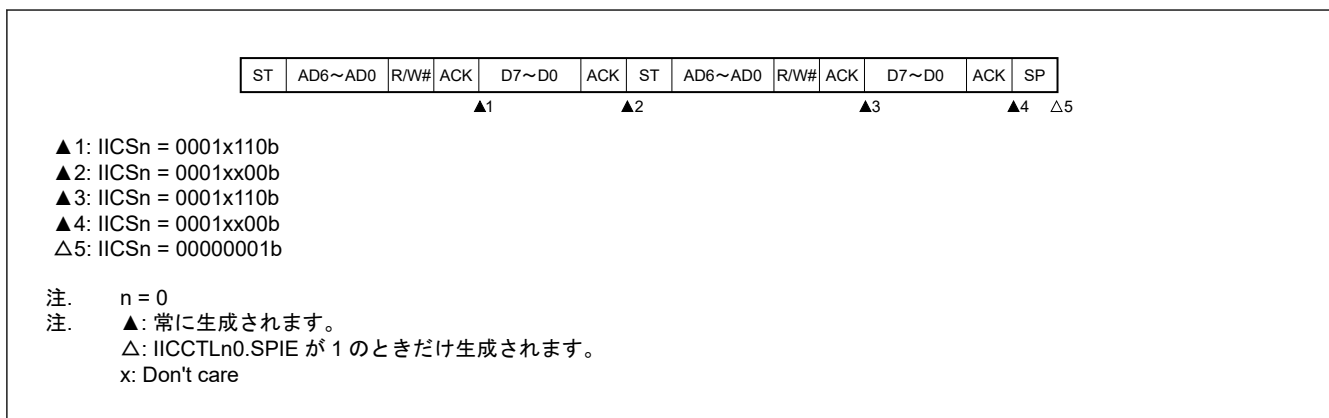 ST AD6～AD0 R/W# ACK D7～D0 ACK ST AD6～AD0 R/W# ACK D7～D0 ACK SP
▲1 ▲2 ▲3 ▲4 △5
▲1: IICSn = 0001x110b
▲2: IICSn = 0001xx00b
▲3: IICSn = 0001x110b
▲4: IICSn = 0001xx00b
△5: IICSn = 00000001b
注. n = 0
注. ▲: 常に生成されます。
△: IICCTLn0.SPIE が 1 のときだけ生成されます。
x: Don't care